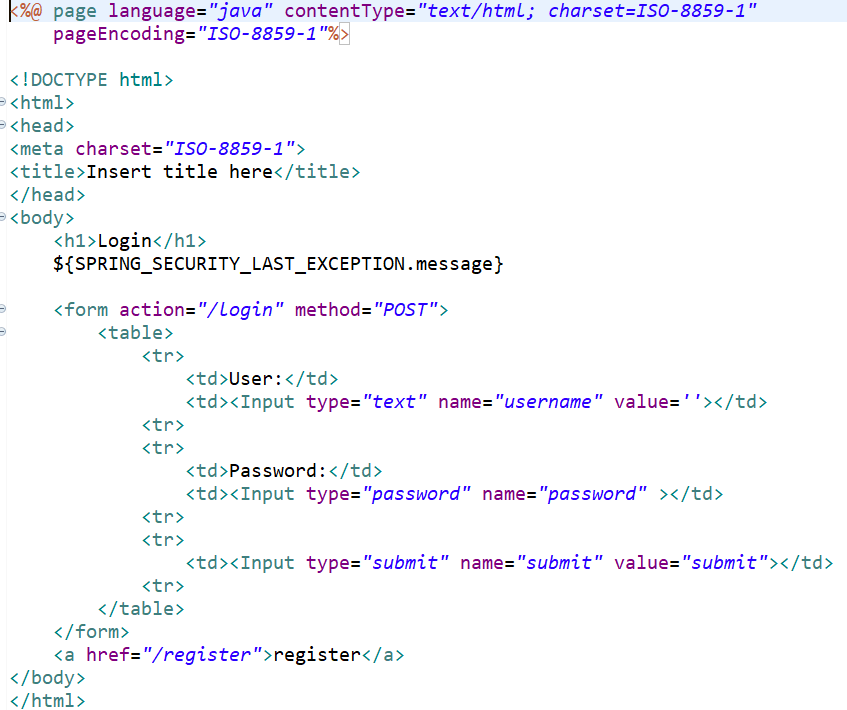 <%@ page language="java" contentType="text/html; charset=ISO-8859-1"
    pageEncoding="ISO-8859-1"%>

<!DOCTYPE html>
<html>
<head>
<meta charset="ISO-8859-1">
<title>Insert title here</title>
</head>
<body>
    <h1>Login</h1>
    ${SPRING_SECURITY_LAST_EXCEPTION.message}

    <form action="/login" method="POST">
        <table>
            <tr>
                <td>User:</td>
                <td><Input type="text" name="username" value=''></td>
            <tr>
            <tr>
                <td>Password:</td>
                <td><Input type="password" name="password" ></td>
            <tr>
            <tr>
                <td><Input type="submit" name="submit" value="submit"></td>
            <tr>
        </table>
    </form>
    <a href="/register">register</a>
</body>
</html>